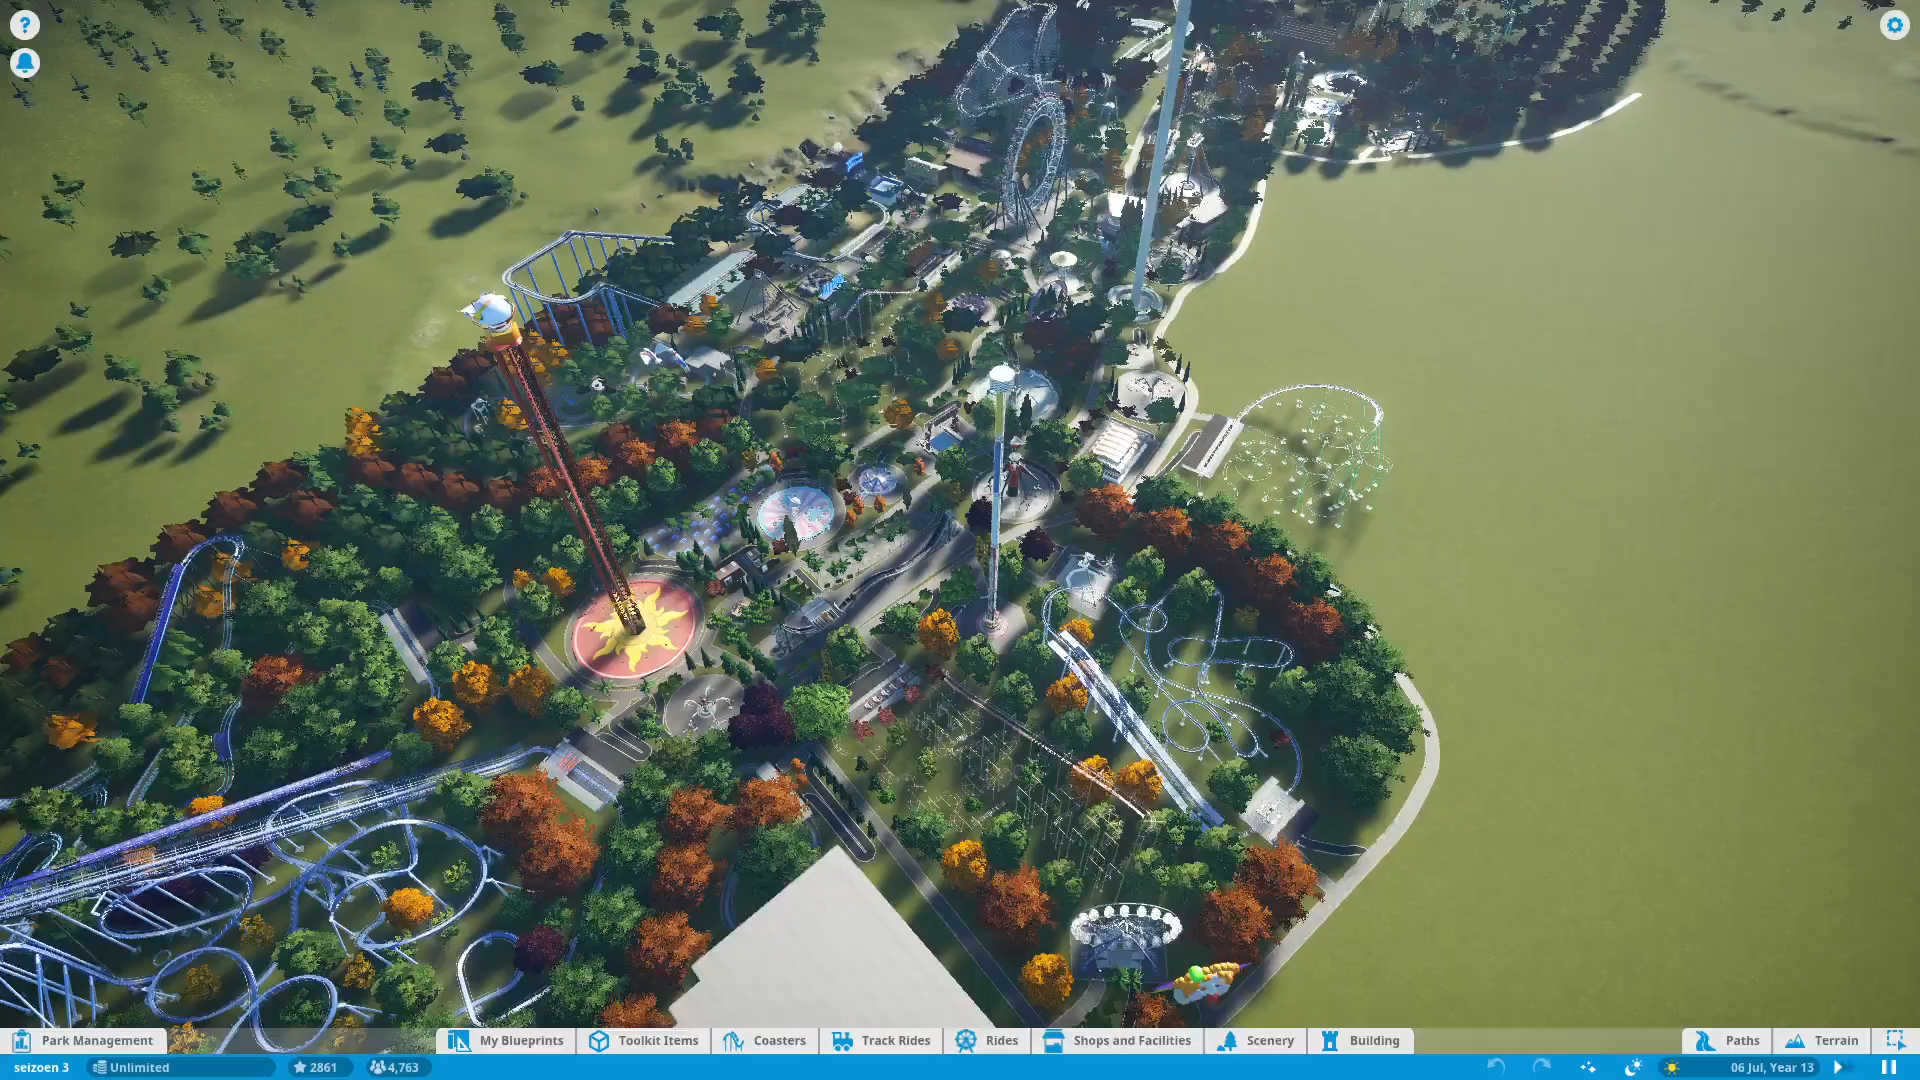 ?
Park Management
My Blueprints
Toolkit Items
Coasters
Track Rides
Rides
Shops and Facilities
Scenery
Building
Paths
Terrain
seizoen 3
Unlimited
2861
4,763
06 Jul, Year 13